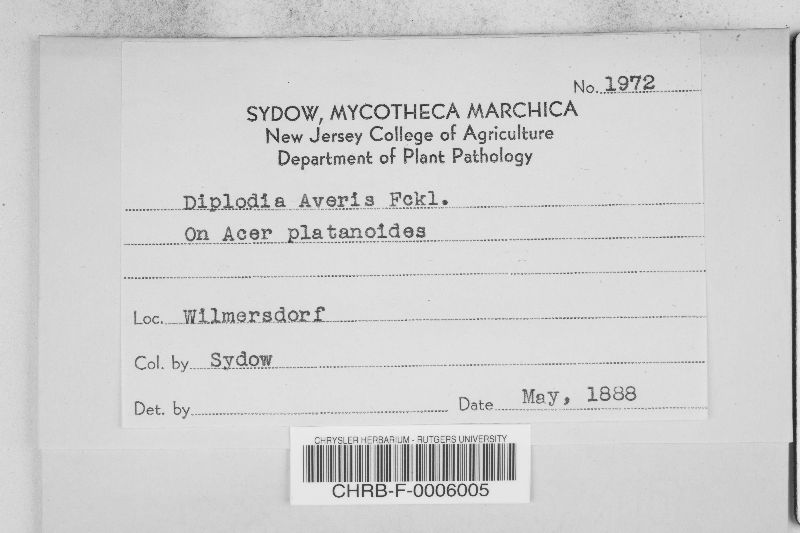 No. 1972
SYDOW, MYCOTHECA MARCHICA
New Jersey College of Agriculture
Department of Plant Pathology
Diplodia Averis Fckl.
On Acer platanoides
Loc. Wilmersdorf
Col. by Sydow
Det. by
Date May, 1888
CHRYSLER HERBARIUM - RUTGERS UNIVERSITY
CHRB-F-0006005